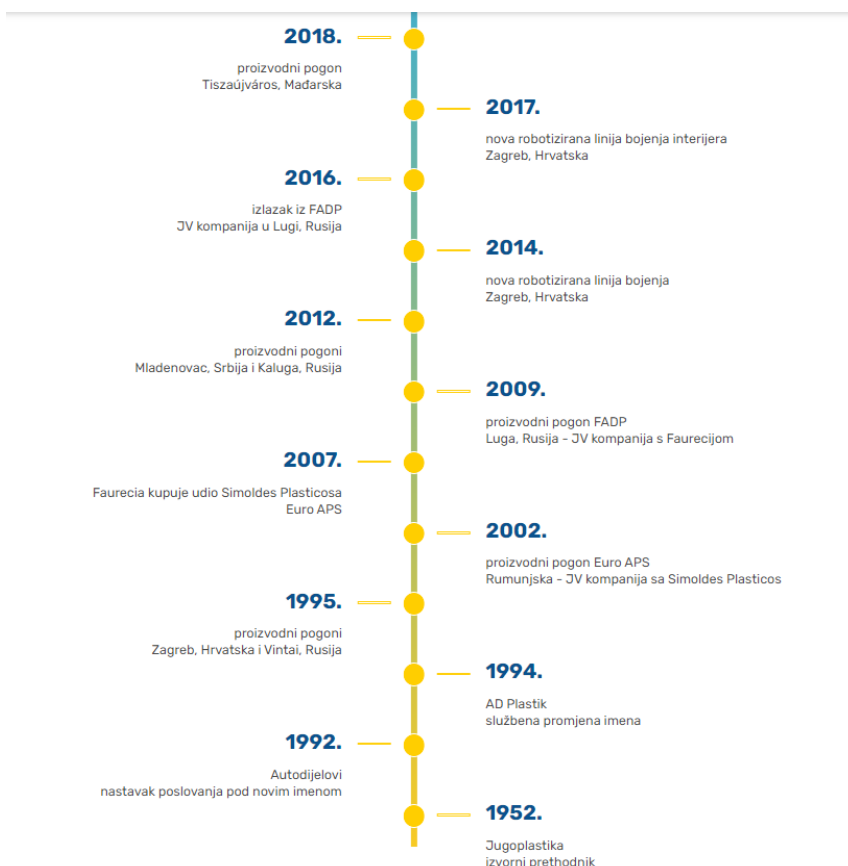 2018.
proizvodni pogon
Tiszaújváros, Mađarska
2017.
nova robotizirana linija bojenja interijera
Zagreb, Hrvatska
2016.
izlazak iz FADP
JV kompanija u Lugi, Rusija
2014.
nova robotizirana linija bojenja
Zagreb, Hrvatska
2012.
proizvodni pogoni
Mladenovac, Srbija i Kaluga, Rusija
2009.
proizvodni pogon FADP
Luga, Rusija - JV kompanija s Faurecijom
2007.
Faurecia kupuje udio Simoldes Plasticosa
Euro APS
2002.
proizvodni pogon Euro APS
Rumunjska - JV kompanija sa Simoldes Plasticos
1995.
proizvodni pogoni
Zagreb, Hrvatska i Vintai, Rusija
1994.
AD Plastik
službena promjena imena
1992.
Autodijelovi
nastavak poslovanja pod novim imenom
1952.
Jugoplastika
izvorni prethodnik